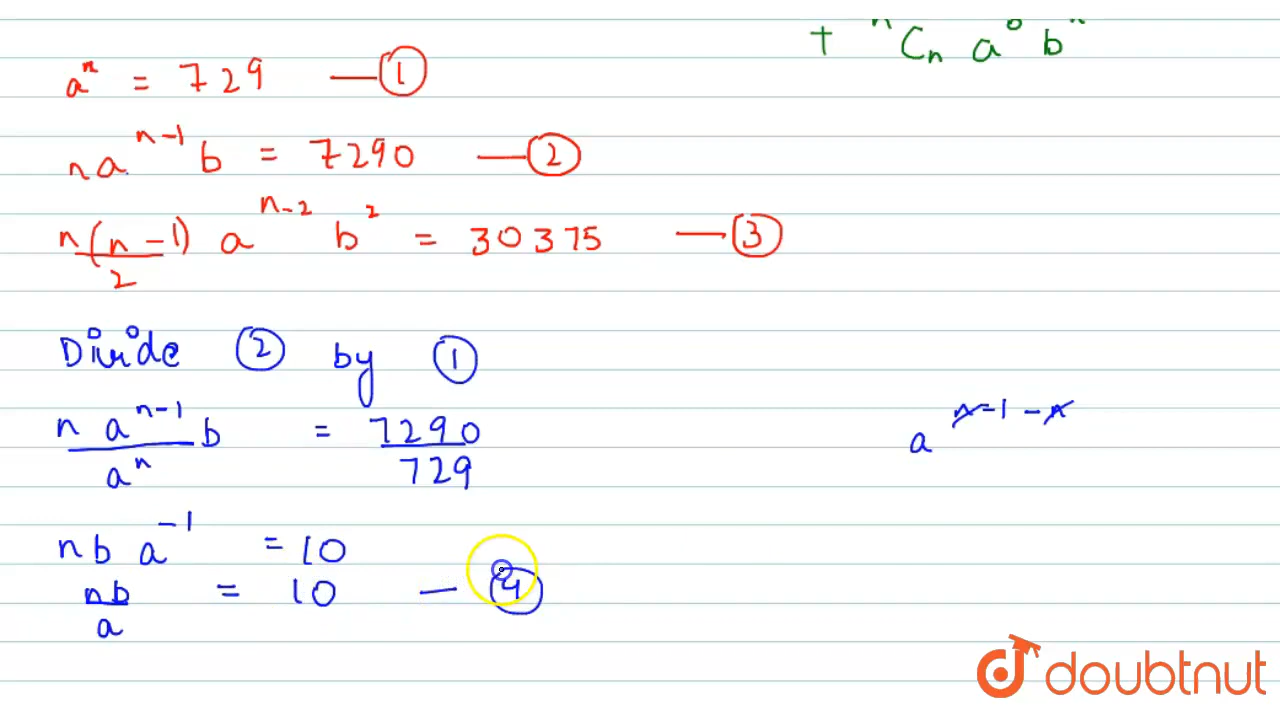 + ⁿCₙ a⁰ bⁿ
aⁿ = 729 — ①
n aⁿ⁻¹ b = 7290 — ②
n(n-1)/2 aⁿ⁻² b² = 30375 — ③
Divide ② by ①
n aⁿ⁻¹ b / aⁿ = 7290 / 729
a ⁿ⁻¹⁻ⁿ
n b a⁻¹ = 10
nb/a = 10 — ④
doubtnut